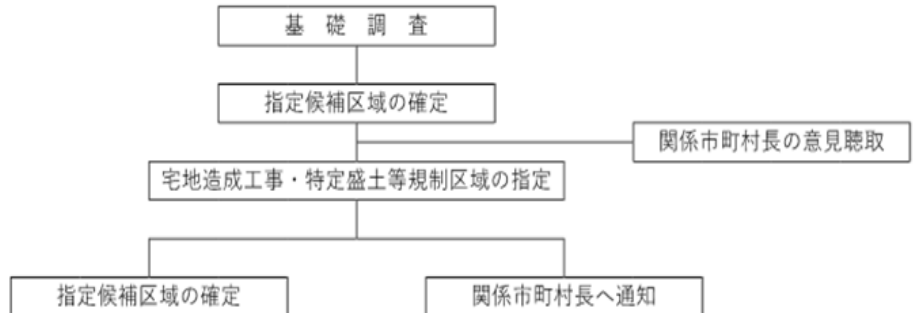 基礎調査
指定候補区域の確定
関係市町村長の意見聴取
宅地造成工事・特定盛土等規制区域の指定
指定候補区域の確定
関係市町村長へ通知